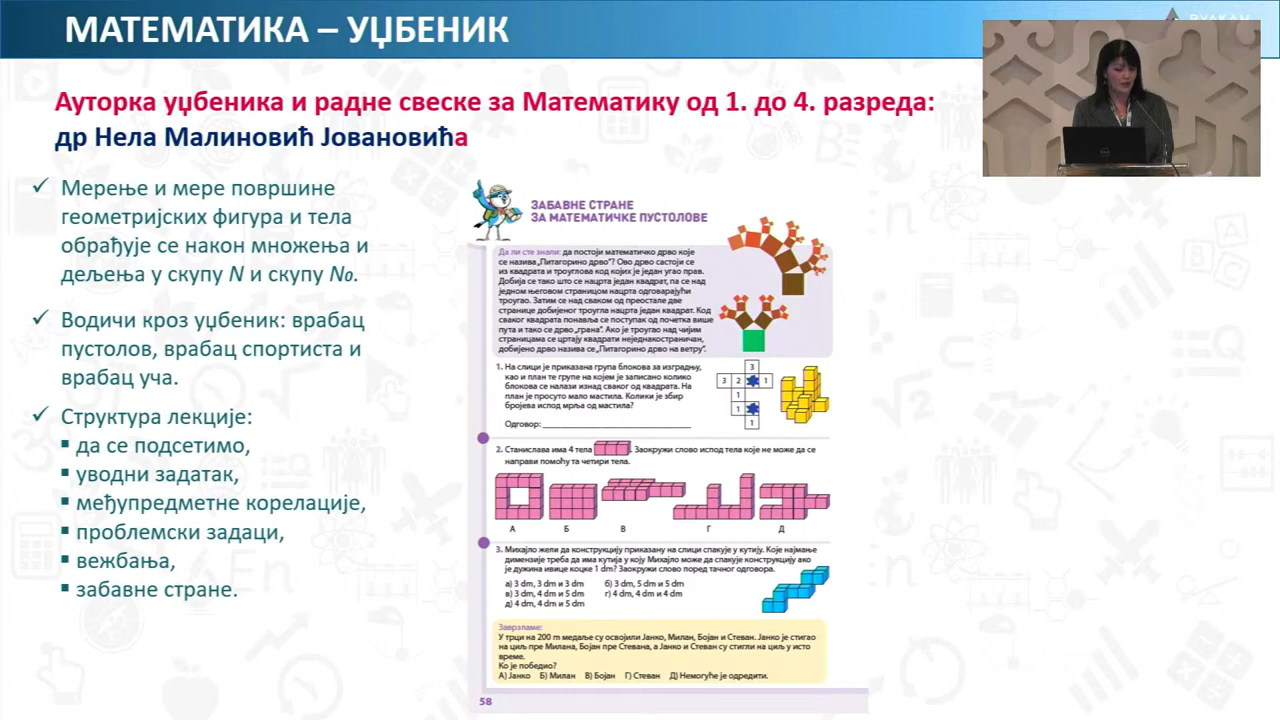 МАТЕМАТИКА – УЏБЕНИК
ВУЛКАН
Ауторка уџбеника и радне свеске за Математику од 1. до 4. разреда:
др Нела Малиновић Јовановића
✓ Мерење и мере површине
геометријских фигура и тела
обрађује се након множења и
дељења у скупу N и скупу N₀.
✓ Водичи кроз уџбеник: врабац
пустолов, врабац спортиста и
врабац уча.
✓ Структура лекције:
▪ да се подсетимо,
▪ уводни задатак,
▪ међупредметне корелације,
▪ проблемски задаци,
▪ вежбања,
▪ забавне стране.
ЗАБАВНЕ СТРАНЕ
ЗА МАТЕМАТИЧКЕ ПУСТОЛОВЕ
Да ли сте знали: да постоји математичко дрво које
се назива „Питагорино дрво“? Ово дрво састоји се
из квадрата и троуглова код којих је један угао прав.
Добија се тако што се нацрта један квадрат, па се над
једном његовом страницом нацрта одговарајући
троугао. Затим се над сваком од преостале две
странице добијеног троугла нацрта један квадрат. Код
сваког квадрата понавља се поступак од почетка више
пута и тако се дрво „грана“. Ако је троугао над чијим
страницама се цртају квадрати неједнакостраничан,
добијено дрво назива се „Питагорино дрво на ветру“.
1. На слици је приказана група блокова за изградњу,
као и план те групе на којем је записано колико
блокова се налази изнад сваког од квадрата. На
план је просуто мало мастила. Колики је збир
бројева испод мрља од мастила?
Одговор: ______________________________
3
3 2 1
1
1
1
2. Станислава има 4 тела . Заокружи слово испод тела које не може да се
направи помоћу та четири тела.
А Б В Г Д
3. Михајло жели да конструкцију приказану на слици спакује у кутију. Које најмање
димензије треба да има кутија у коју Михајло може да спакује конструкцију ако
је дужина ивице коцке 1 dm? Заокружи слово поред тачног одговора.
а) 3 dm, 3 dm и 3 dm б) 3 dm, 5 dm и 5 dm
в) 3 dm, 4 dm и 5 dm г) 4 dm, 4 dm и 4 dm
д) 4 dm, 4 dm и 5 dm
Заврзламе:
У трци на 200 m медаље су освојили Јанко, Милан, Бојан и Стеван. Јанко је стигао
на циљ пре Милана, Бојан пре Стевана, а Јанко и Стеван су стигли на циљ у исто
време.
Ко је победио?
А) Јанко Б) Милан В) Бојан Г) Стеван Д) Немогуће је одредити.
58